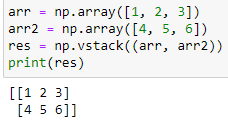 arr = np.array([1, 2, 3])
arr2 = np.array([4, 5, 6])
res = np.vstack((arr, arr2))
print(res)
[[1 2 3]
 [4 5 6]]